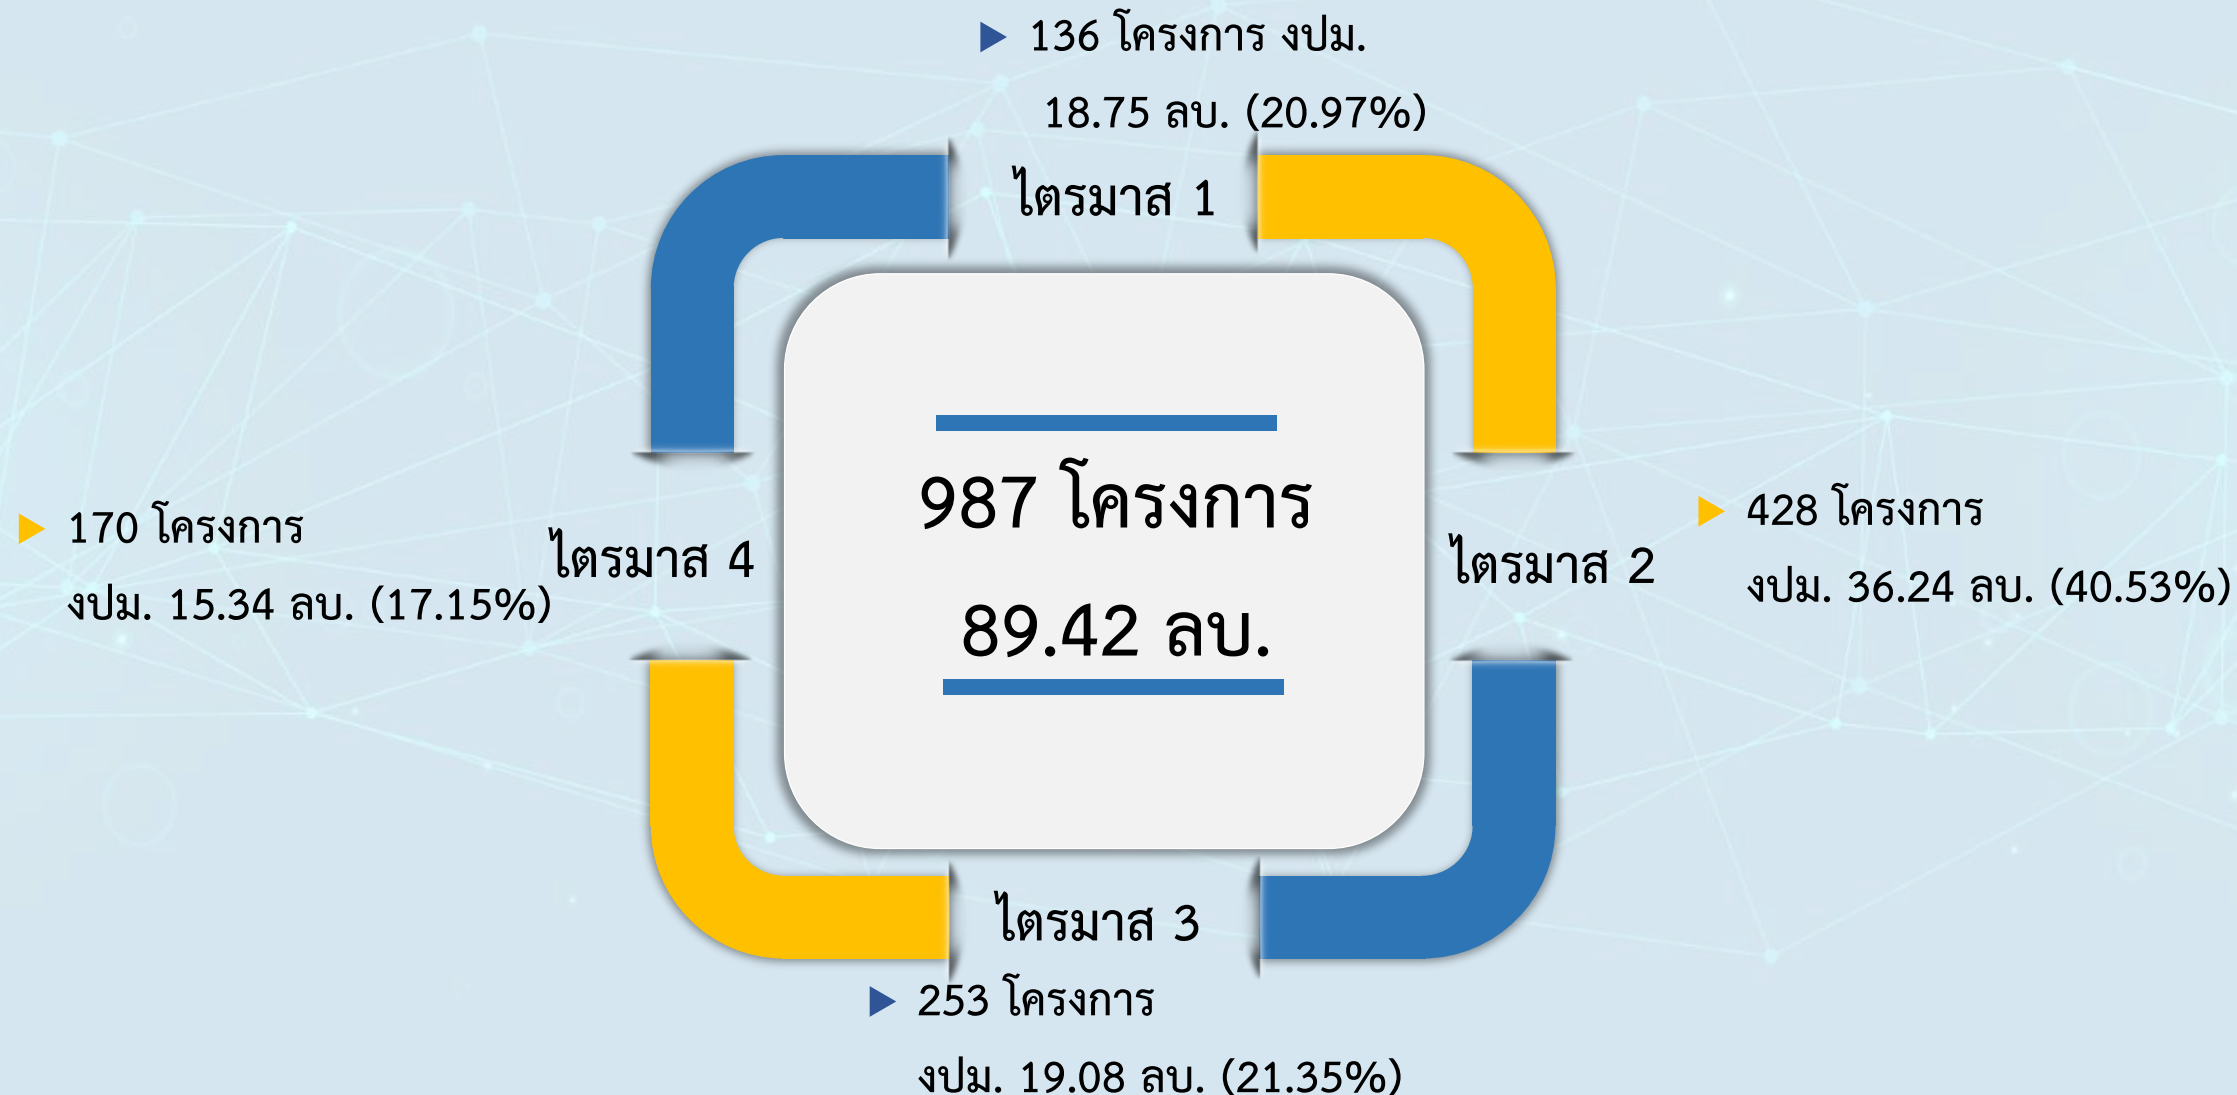 136 โครงการ งปม.
18.75 ลบ. (20.97%)
ไตรมาส 1
987 โครงการ
89.42 ลบ.
170 โครงการ
งปม. 15.34 ลบ. (17.15%)
ไตรมาส 4
ไตรมาส 2
428 โครงการ
งปม. 36.24 ลบ. (40.53%)
ไตรมาส 3
253 โครงการ
งปม. 19.08 ลบ. (21.35%)